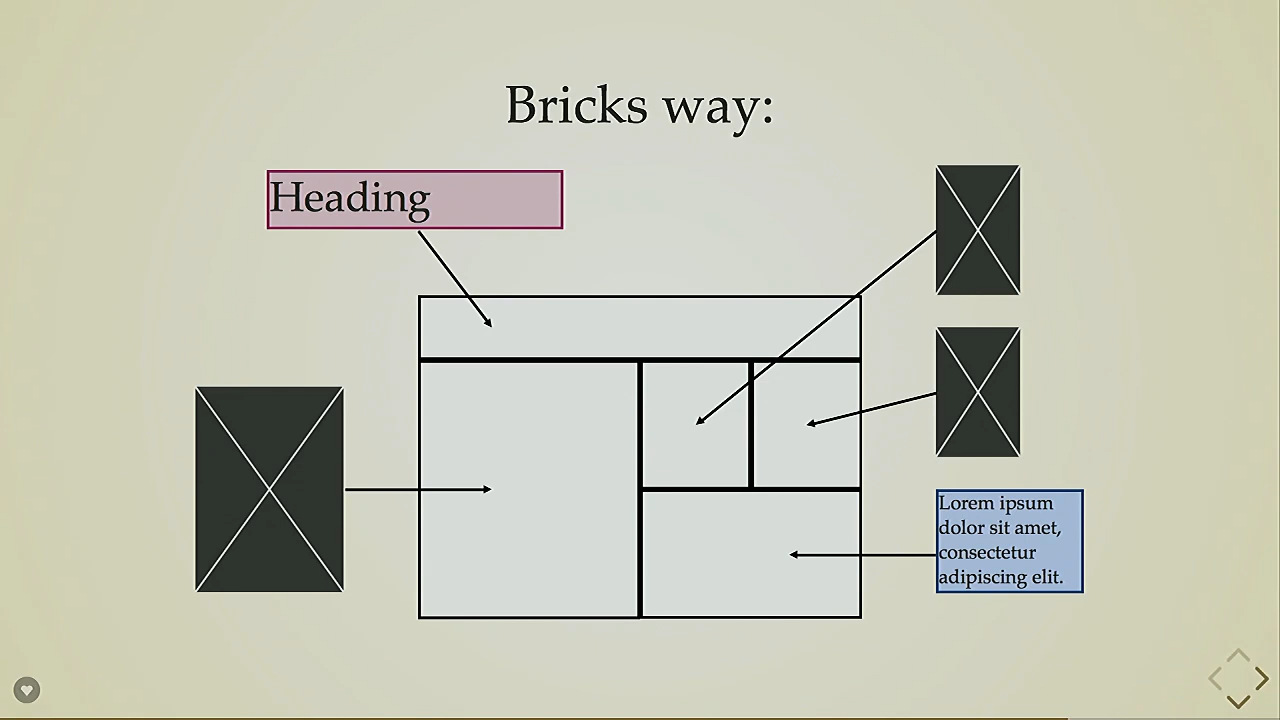 Bricks way:
Heading
Lorem ipsum
dolor sit amet,
consectetur
adipiscing elit.